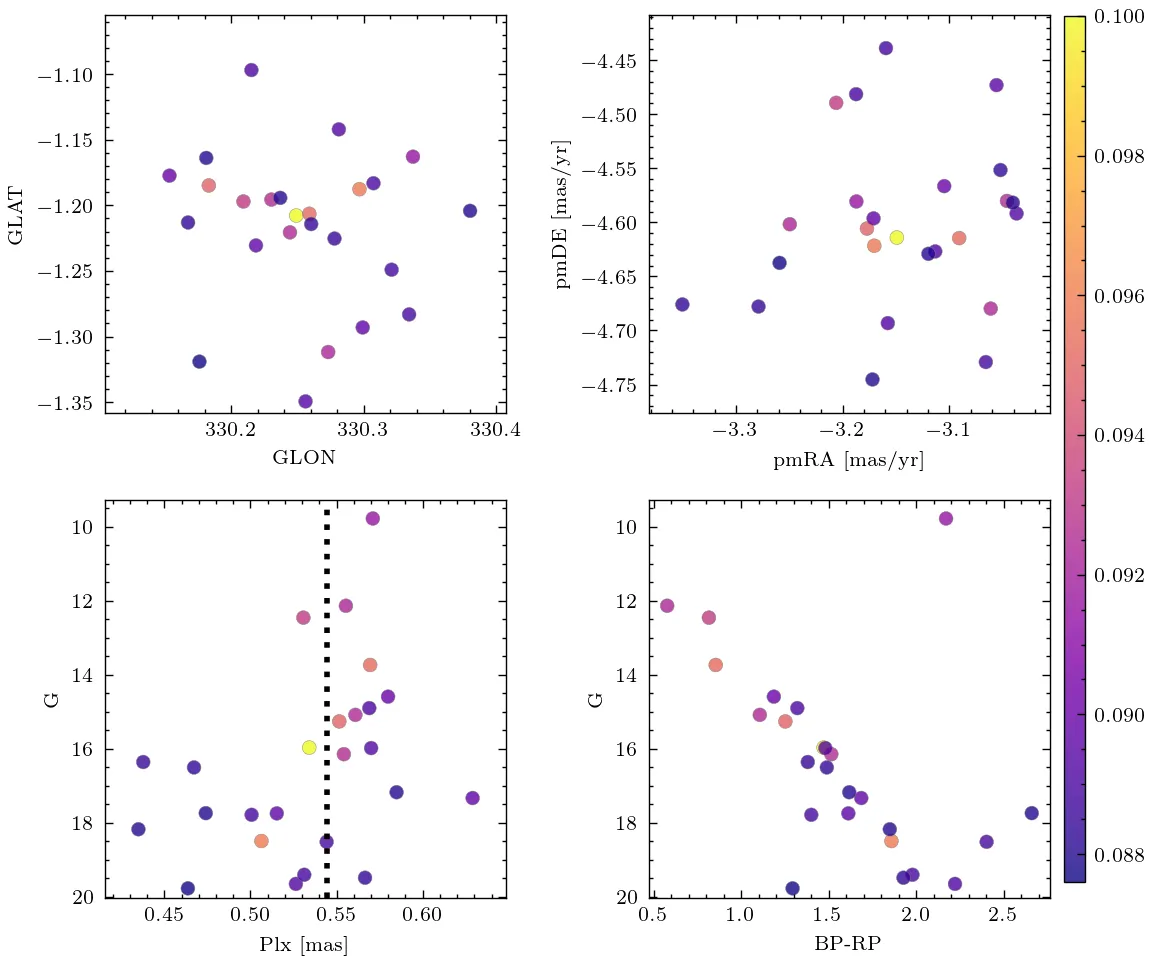 −1.10
−1.15
−1.20
−1.25
−1.30
−1.35
GLAT
330.2 330.3 330.4
GLON
−4.45
−4.50
−4.55
−4.60
−4.65
−4.70
−4.75
pmDE [mas/yr]
−3.3 −3.2 −3.1
pmRA [mas/yr]
0.100
0.098
0.096
0.094
0.092
0.090
0.088
10
12
14
16
18
20
G
0.45 0.50 0.55 0.60
Plx [mas]
10
12
14
16
18
20
G
0.5 1.0 1.5 2.0 2.5
BP-RP